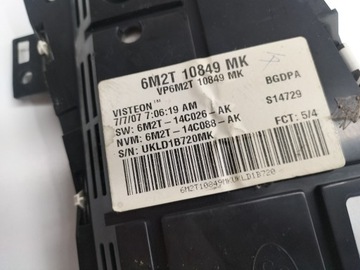 6M2T 10849 MK
VP6M2T 10849 MK
VISTEON
BGDPA
7/7/07 7:06:19 AM
S14729
SW: 6M2T-14C026-AK
NVM: 6M2T-14C088-AK
FCT: 5/4
S/N: UKLD1B720MK
6M2T10849MKUKLD1B720